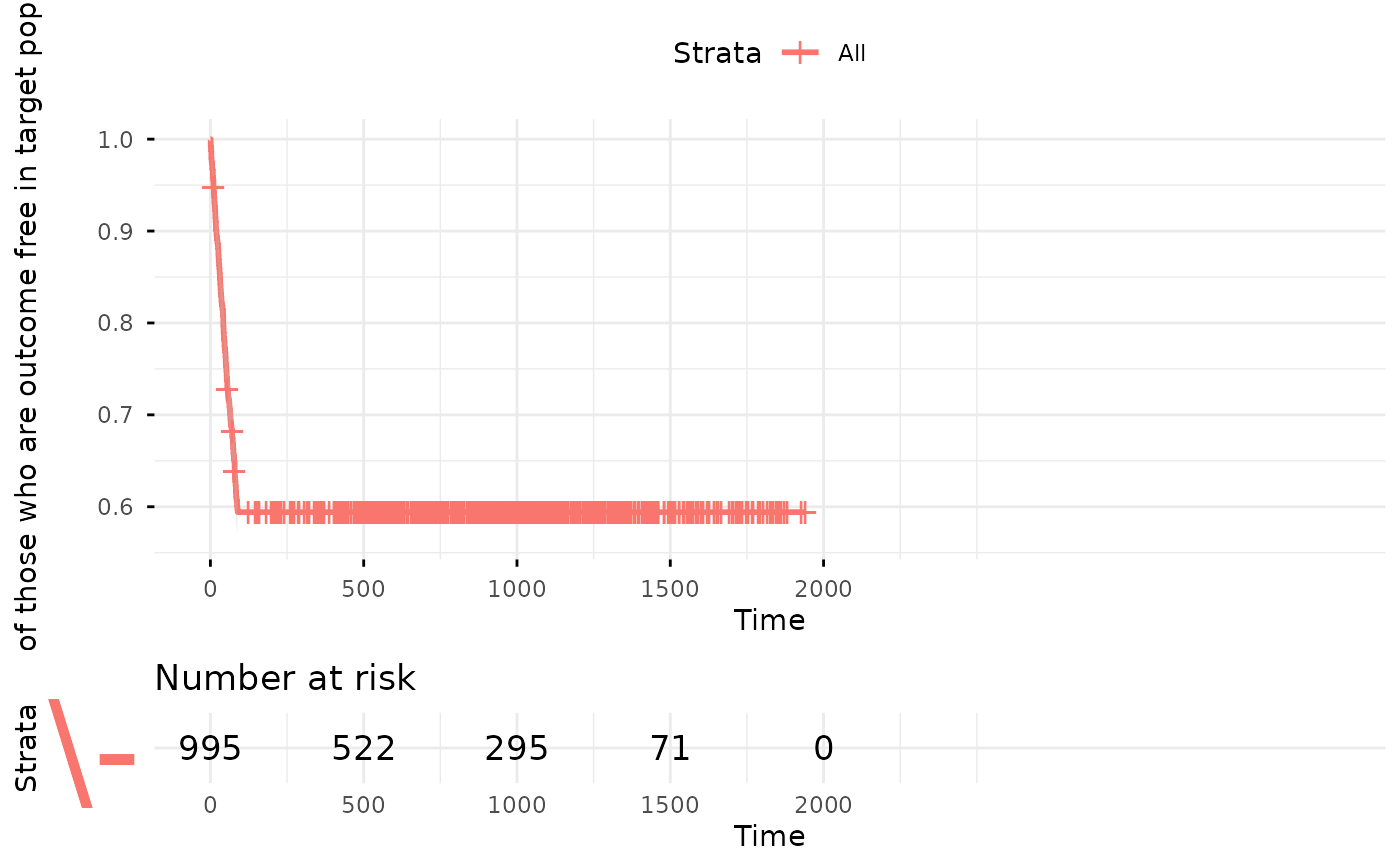 Strata All
of those who are outcome free in target pop
1.0
0.9
0.8
0.7
0.6
0 500 1000 1500 2000
Time
Number at risk
Strata
995 522 295 71 0
0 500 1000 1500 2000
Time